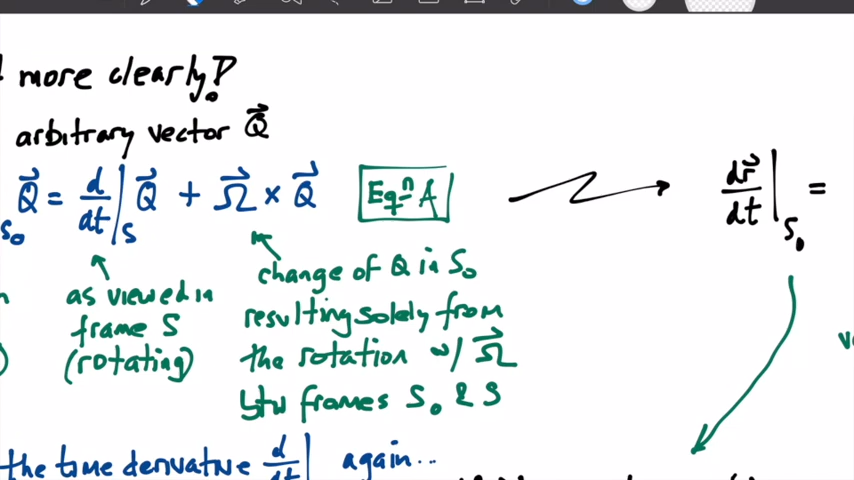 more clearly?
arbitrary vector Q⃗
S₀ Q⃗ = d/dt|S Q⃗ + Ω⃗ × Q⃗ Eqⁿ A
dr⃗/dt|S₀ =
as viewed in
frame S
(rotating)
change of Q in S₀
resulting solely from
the rotation w/ Ω⃗
btw frames S₀ & S
the time derivative d/dt| again...